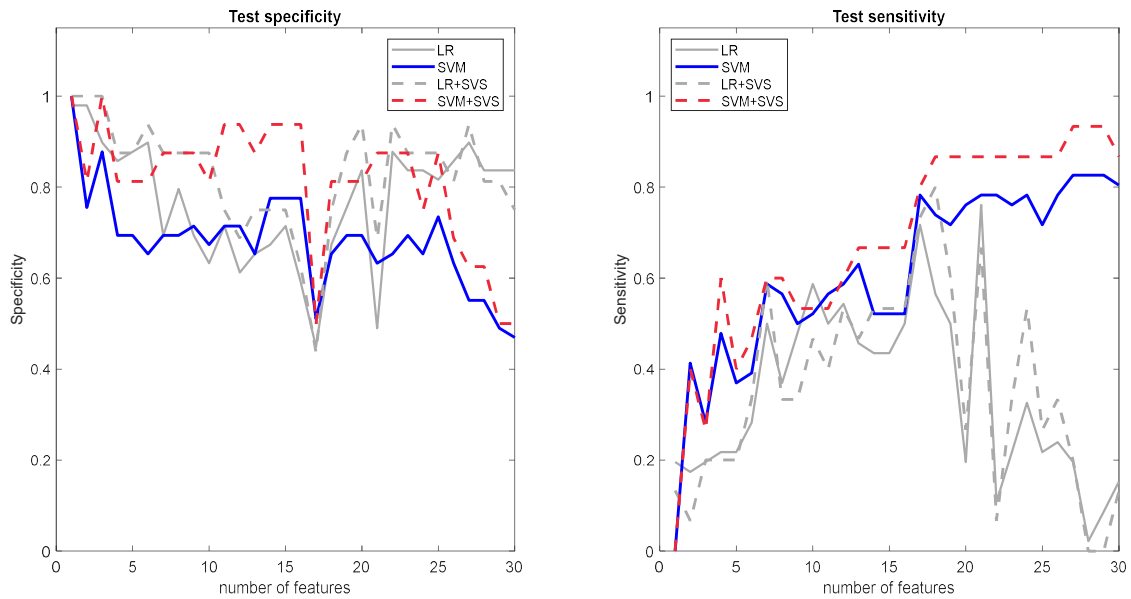 Test specificity
LR
SVM
LR+SVS
SVM+SVS
1
0.8
0.6
0.4
0.2
0
Specificity
0 5 10 15 20 25 30
number of features
Test sensitivity
LR
SVM
LR+SVS
SVM+SVS
1
0.8
0.6
0.4
0.2
0
Sensitivity
0 5 10 15 20 25 30
number of features